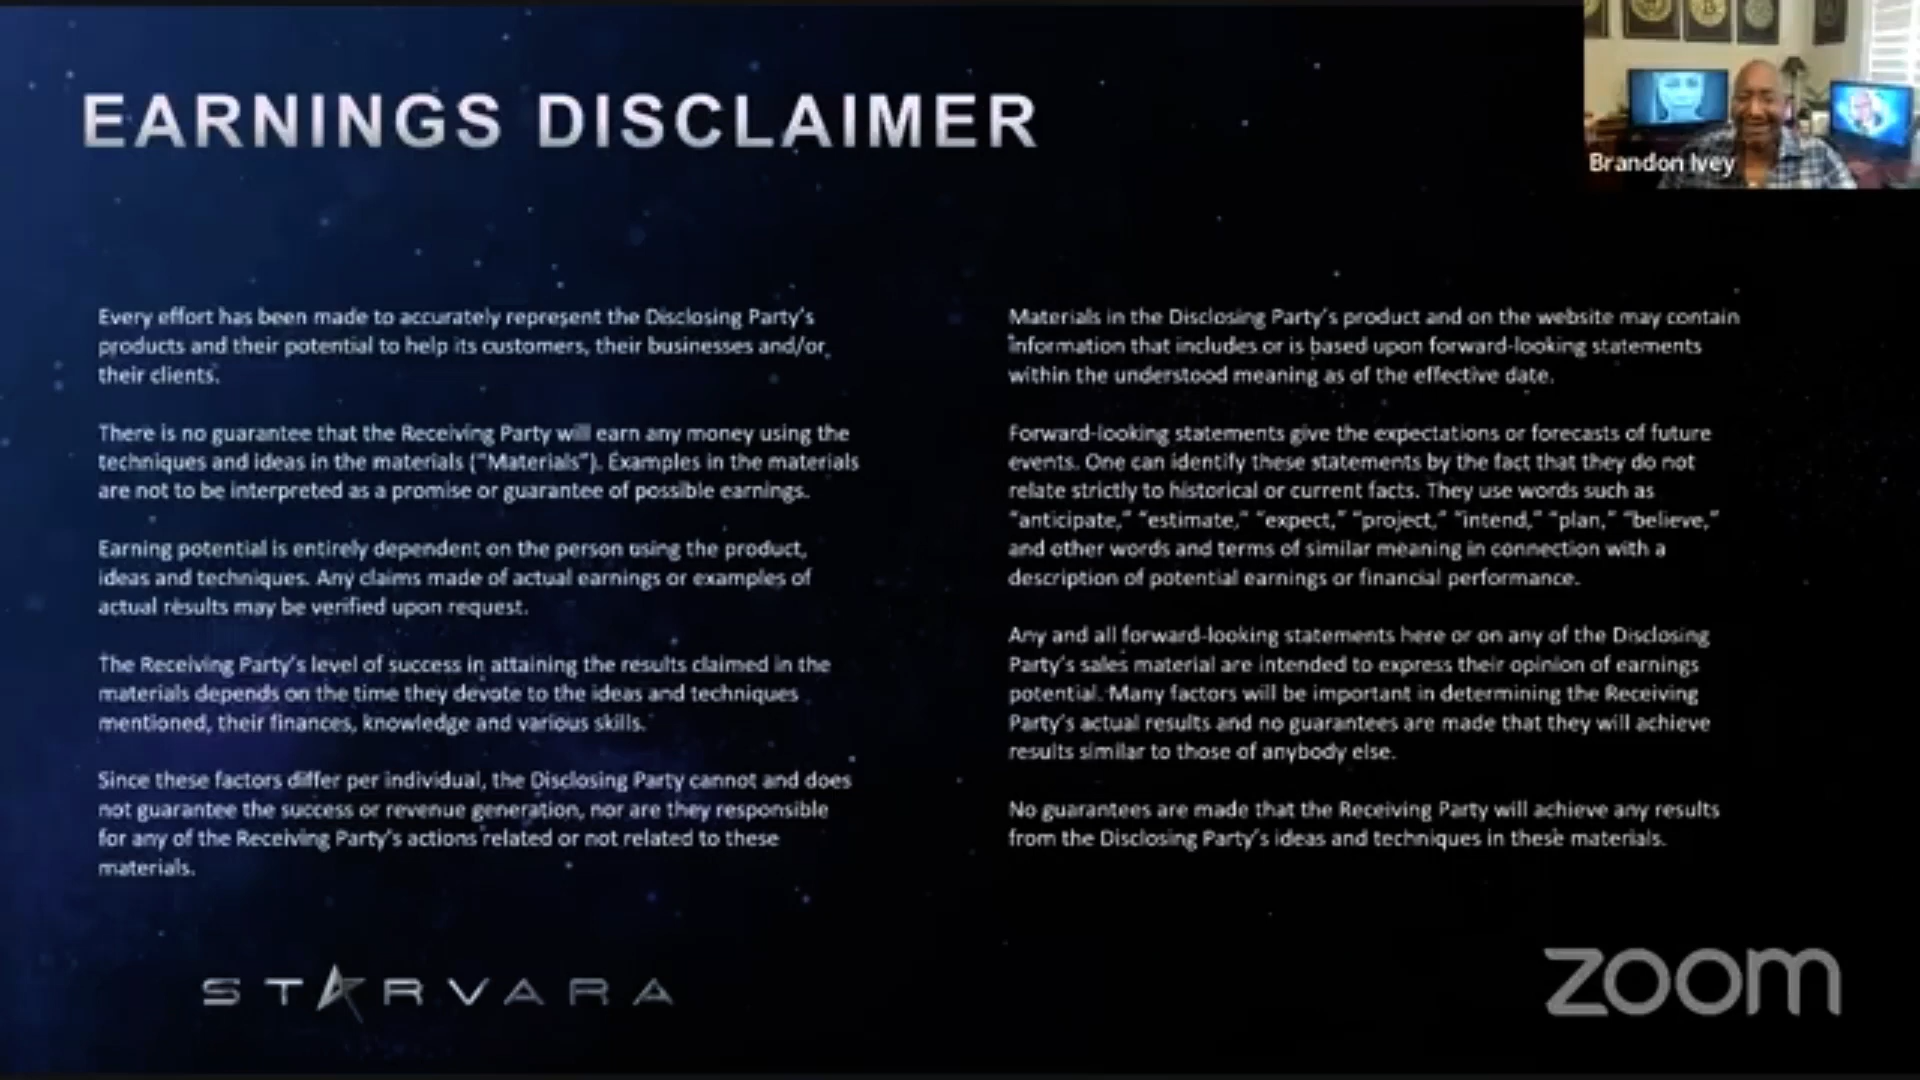 EARNINGS DISCLAIMER
Brandon Ivey
Every effort has been made to accurately represent the Disclosing Party's
products and their potential to help its customers, their businesses and/or
their clients.
There is no guarantee that the Receiving Party will earn any money using the
techniques and ideas in the materials (“Materials”). Examples in the materials
are not to be interpreted as a promise or guarantee of possible earnings.
Earning potential is entirely dependent on the person using the product,
ideas and techniques. Any claims made of actual earnings or examples of
actual results may be verified upon request.
The Receiving Party's level of success in attaining the results claimed in the
materials depends on the time they devote to the ideas and techniques
mentioned, their finances, knowledge and various skills.
Since these factors differ per individual, the Disclosing Party cannot and does
not guarantee the success or revenue generation, nor are they responsible
for any of the Receiving Party's actions related or not related to these
materials.
Materials in the Disclosing Party's product and on the website may contain
information that includes or is based upon forward-looking statements
within the understood meaning as of the effective date.
Forward-looking statements give the expectations or forecasts of future
events. One can identify these statements by the fact that they do not
relate strictly to historical or current facts. They use words such as
“anticipate,” “estimate,” “expect,” “project,” “intend,” “plan,” “believe,”
and other words and terms of similar meaning in connection with a
description of potential earnings or financial performance.
Any and all forward-looking statements here or on any of the Disclosing
Party's sales material are intended to express their opinion of earnings
potential. Many factors will be important in determining the Receiving
Party's actual results and no guarantees are made that they will achieve
results similar to those of anybody else.
No guarantees are made that the Receiving Party will achieve any results
from the Disclosing Party's ideas and techniques in these materials.
STARVARA
zoom